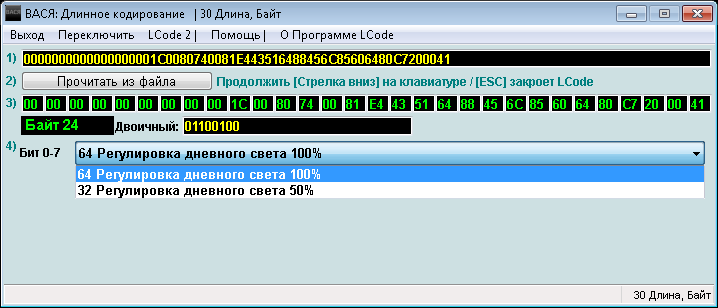 ВАСЯ: Длинное кодирование | 30 Длина, Байт
Выход Переключить LCode 2 | Помощь | О Программе LCode
1) 0000000000000000001C0080740081E443516488456C85606480C7200041
2) Прочитать из файла Продолжить [Стрелка вниз] на клавиатуре / [ESC] закроет LCode
3) 00 00 00 00 00 00 00 00 00 1C 00 80 74 00 81 E4 43 51 64 88 45 6C 85 60 64 80 C7 20 00 41
Байт 24 Двоичный: 01100100
4) Бит 0-7 64 Регулировка дневного света 100%
64 Регулировка дневного света 100%
32 Регулировка дневного света 50%
30 Длина, Байт